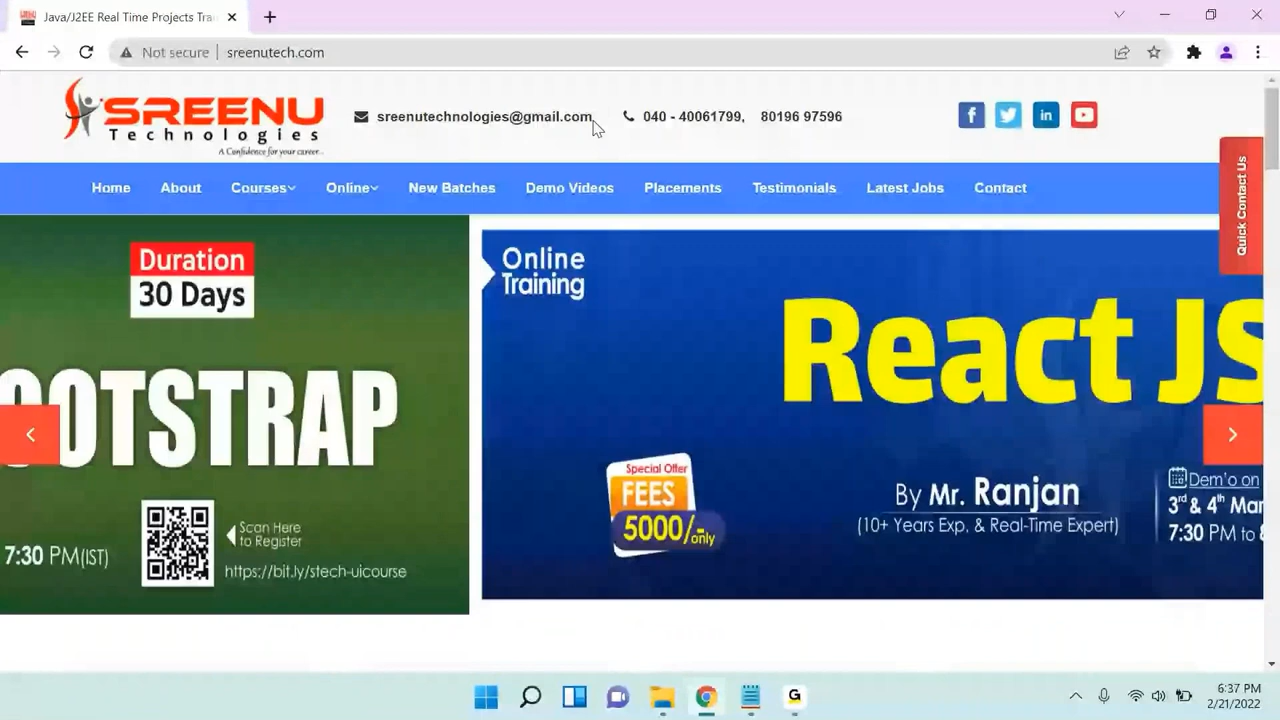 Java/J2EE Real Time Projects Tra
Not secure
sreenutech.com
SREENU
Technologies
A Confidence for your career...
sreenutechnologies@gmail.com
040 - 40061799, 80196 97596
Home About Courses Online New Batches Demo Videos Placements Testimonials Latest Jobs Contact
Quick Contact Us
Duration
30 Days
OOTSTRAP
7:30 PM(IST)
Scan Here
to Register
https://bit.ly/stech-uicourse
Online
Training
React JS
Special Offer
FEES
5000/-only
By Mr. Ranjan
(10+ Years Exp. & Real-Time Expert)
Dem'o on
3rd & 4th Mar
7:30 PM to 8
6:37 PM
2/21/2022